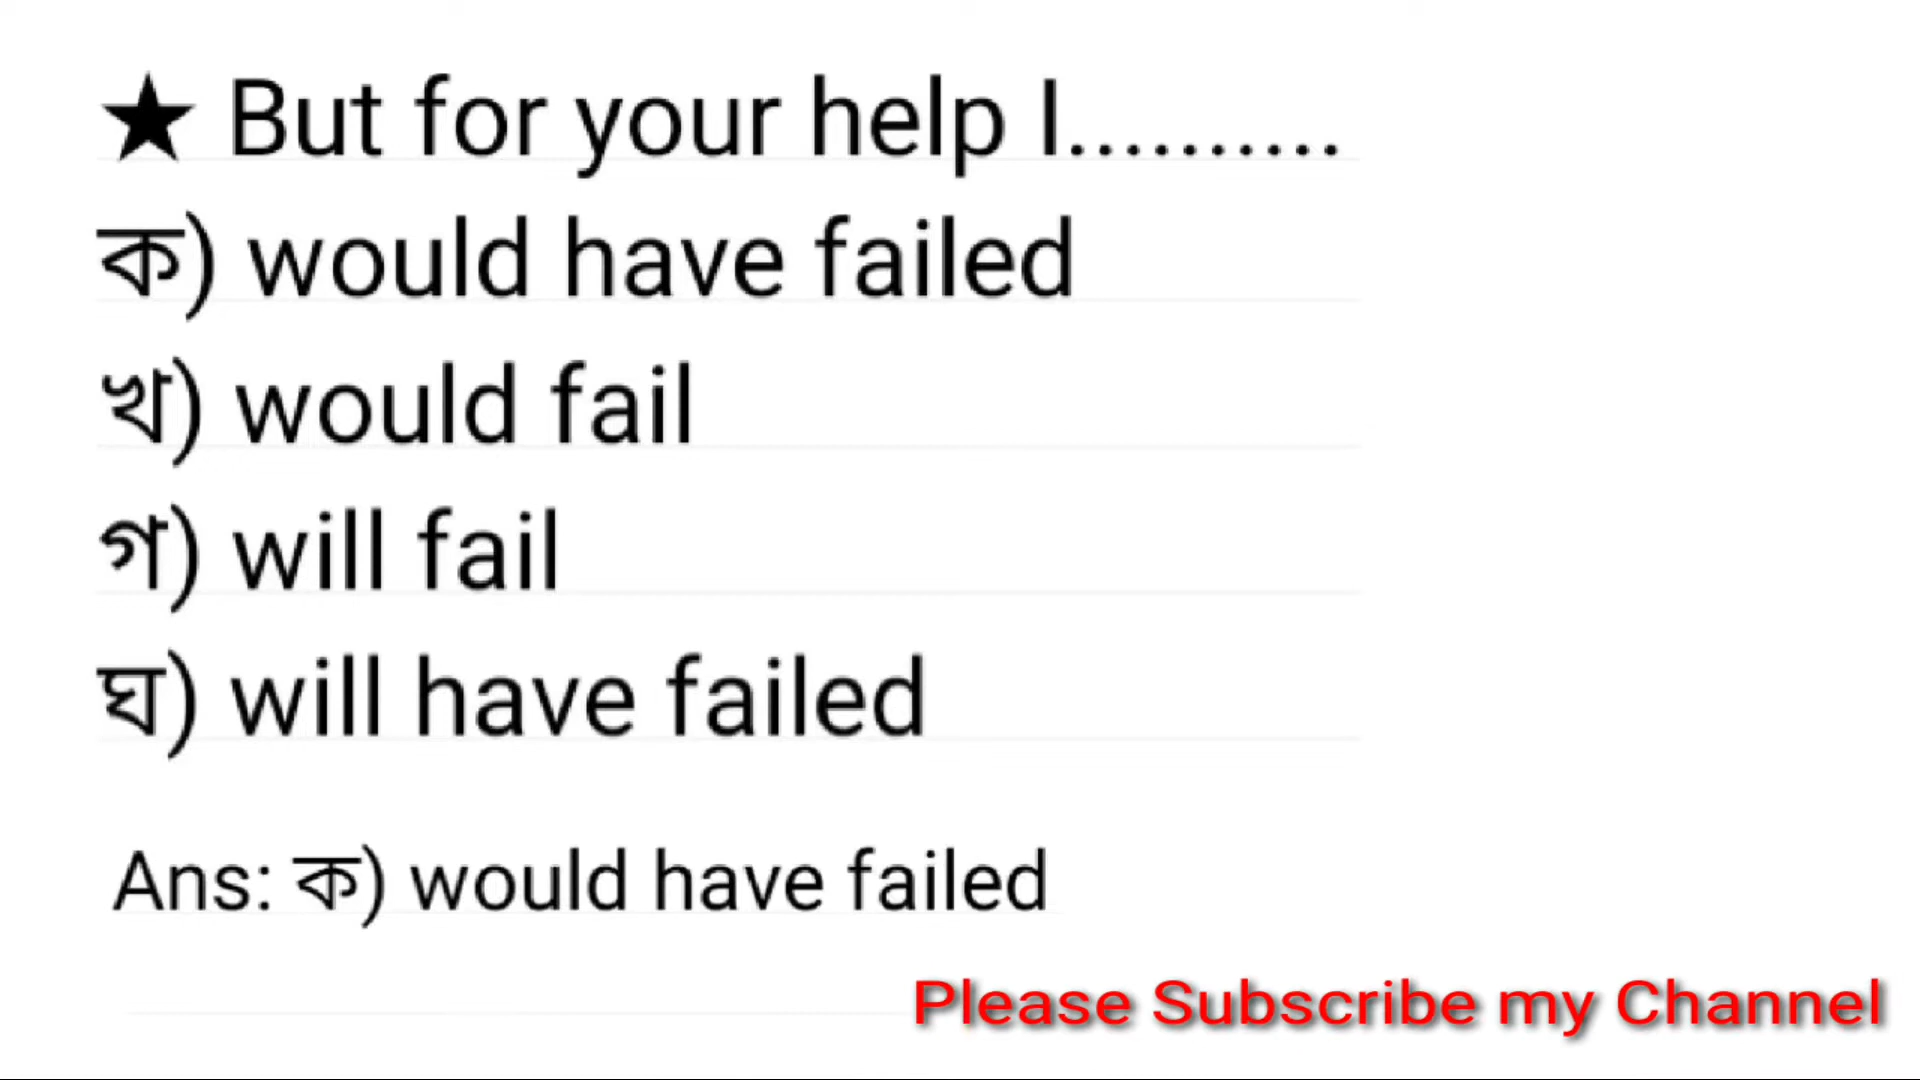 ★ But for your help I..........
ক) would have failed
খ) would fail
গ) will fail
ঘ) will have failed
Ans: ক) would have failed
Please Subscribe my Channel